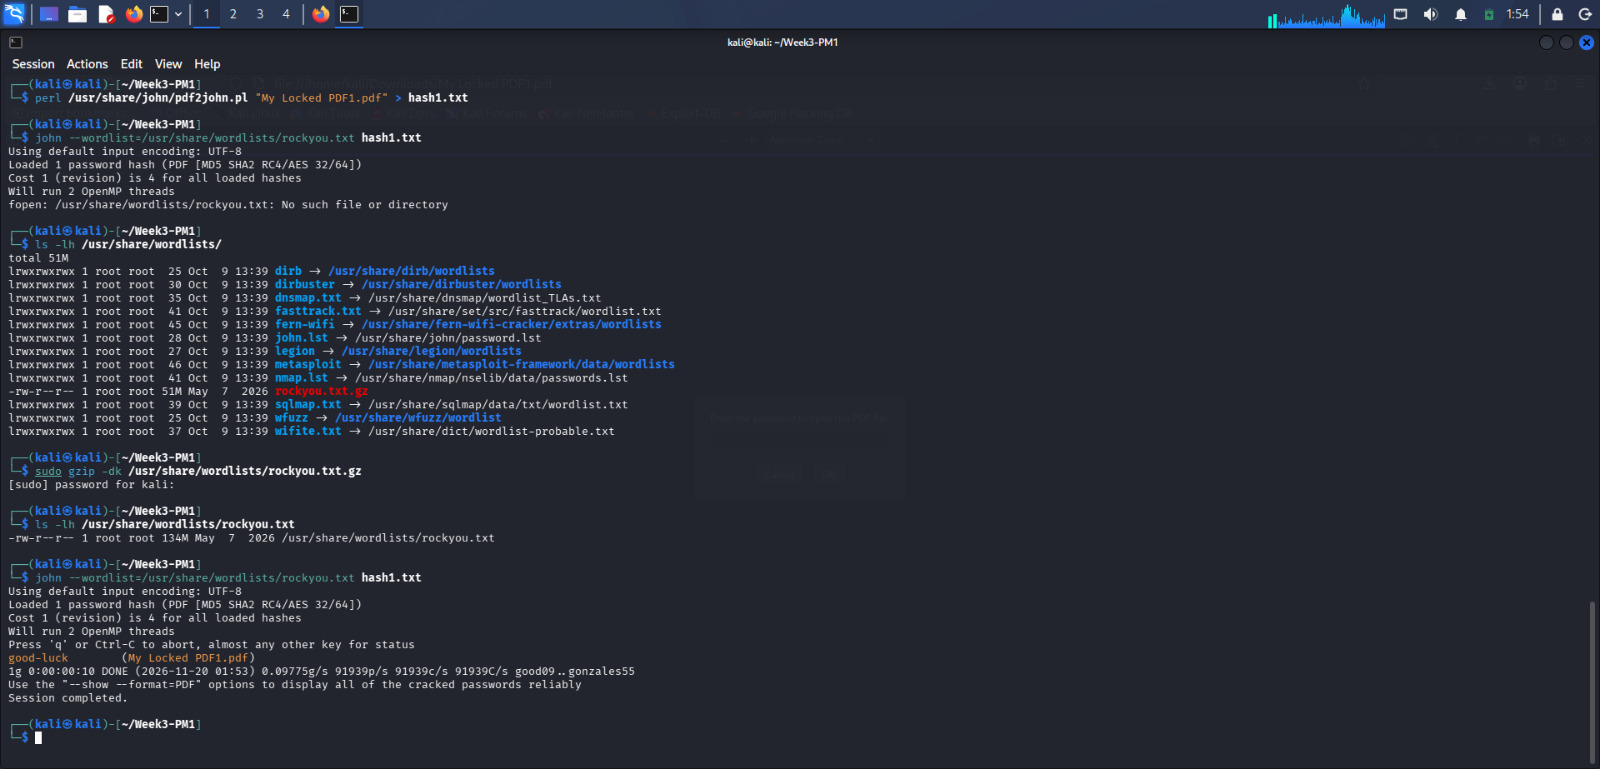 1 2 3 4 1:54
kali@kali: ~/Week3-PM1
Session Actions Edit View Help
┌──(kali㉿kali)-[~/Week3-PM1]
└─$ perl /usr/share/john/pdf2john.pl "My Locked PDF1.pdf" > hash1.txt
┌──(kali㉿kali)-[~/Week3-PM1]
└─$ john --wordlist=/usr/share/wordlists/rockyou.txt hash1.txt
Using default input encoding: UTF-8
Loaded 1 password hash (PDF [MD5 SHA2 RC4/AES 32/64])
Cost 1 (revision) is 4 for all loaded hashes
Will run 2 OpenMP threads
fopen: /usr/share/wordlists/rockyou.txt: No such file or directory
┌──(kali㉿kali)-[~/Week3-PM1]
└─$ ls -lh /usr/share/wordlists/
total 51M
lrwxrwxrwx 1 root root  25 Oct  9 13:39 dirb → /usr/share/dirb/wordlists
lrwxrwxrwx 1 root root  30 Oct  9 13:39 dirbuster → /usr/share/dirbuster/wordlists
lrwxrwxrwx 1 root root  35 Oct  9 13:39 dnsmap.txt → /usr/share/dnsmap/wordlist_TLAs.txt
lrwxrwxrwx 1 root root  41 Oct  9 13:39 fasttrack.txt → /usr/share/set/src/fasttrack/wordlist.txt
lrwxrwxrwx 1 root root  45 Oct  9 13:39 fern-wifi → /usr/share/fern-wifi-cracker/extras/wordlists
lrwxrwxrwx 1 root root  28 Oct  9 13:39 john.lst → /usr/share/john/password.lst
lrwxrwxrwx 1 root root  27 Oct  9 13:39 legion → /usr/share/legion/wordlists
lrwxrwxrwx 1 root root  46 Oct  9 13:39 metasploit → /usr/share/metasploit-framework/data/wordlists
lrwxrwxrwx 1 root root  41 Oct  9 13:39 nmap.lst → /usr/share/nmap/nselib/data/passwords.lst
-rw-r--r-- 1 root root 51M May  7  2026 rockyou.txt.gz
lrwxrwxrwx 1 root root  39 Oct  9 13:39 sqlmap.txt → /usr/share/sqlmap/data/txt/wordlist.txt
lrwxrwxrwx 1 root root  25 Oct  9 13:39 wfuzz → /usr/share/wfuzz/wordlist
lrwxrwxrwx 1 root root  37 Oct  9 13:39 wifite.txt → /usr/share/dict/wordlist-probable.txt
┌──(kali㉿kali)-[~/Week3-PM1]
└─$ sudo gzip -dk /usr/share/wordlists/rockyou.txt.gz
[sudo] password for kali:
┌──(kali㉿kali)-[~/Week3-PM1]
└─$ ls -lh /usr/share/wordlists/rockyou.txt
-rw-r--r-- 1 root root 134M May  7  2026 /usr/share/wordlists/rockyou.txt
┌──(kali㉿kali)-[~/Week3-PM1]
└─$ john --wordlist=/usr/share/wordlists/rockyou.txt hash1.txt
Using default input encoding: UTF-8
Loaded 1 password hash (PDF [MD5 SHA2 RC4/AES 32/64])
Cost 1 (revision) is 4 for all loaded hashes
Will run 2 OpenMP threads
Press 'q' or Ctrl-C to abort, almost any other key for status
good-luck        (My Locked PDF1.pdf)
1g 0:00:00:10 DONE (2026-11-20 01:53) 0.09775g/s 91939p/s 91939c/s 91939C/s good09..gonzales55
Use the "--show --format=PDF" options to display all of the cracked passwords reliably
Session completed.
┌──(kali㉿kali)-[~/Week3-PM1]
└─$